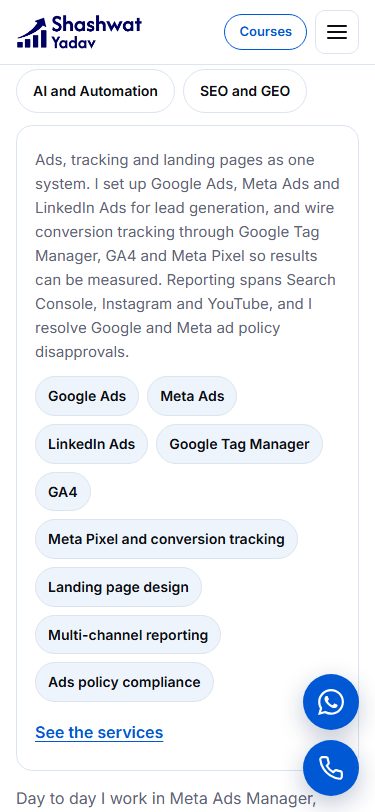 Shashwat
Yadav
Courses
AI and Automation
SEO and GEO
Ads, tracking and landing pages as one
system. I set up Google Ads, Meta Ads and
LinkedIn Ads for lead generation, and wire
conversion tracking through Google Tag
Manager, GA4 and Meta Pixel so results
can be measured. Reporting spans Search
Console, Instagram and YouTube, and I
resolve Google and Meta ad policy
disapprovals.
Google Ads
Meta Ads
LinkedIn Ads
Google Tag Manager
GA4
Meta Pixel and conversion tracking
Landing page design
Multi-channel reporting
Ads policy compliance
See the services
Day to day I work in Meta Ads Manager,